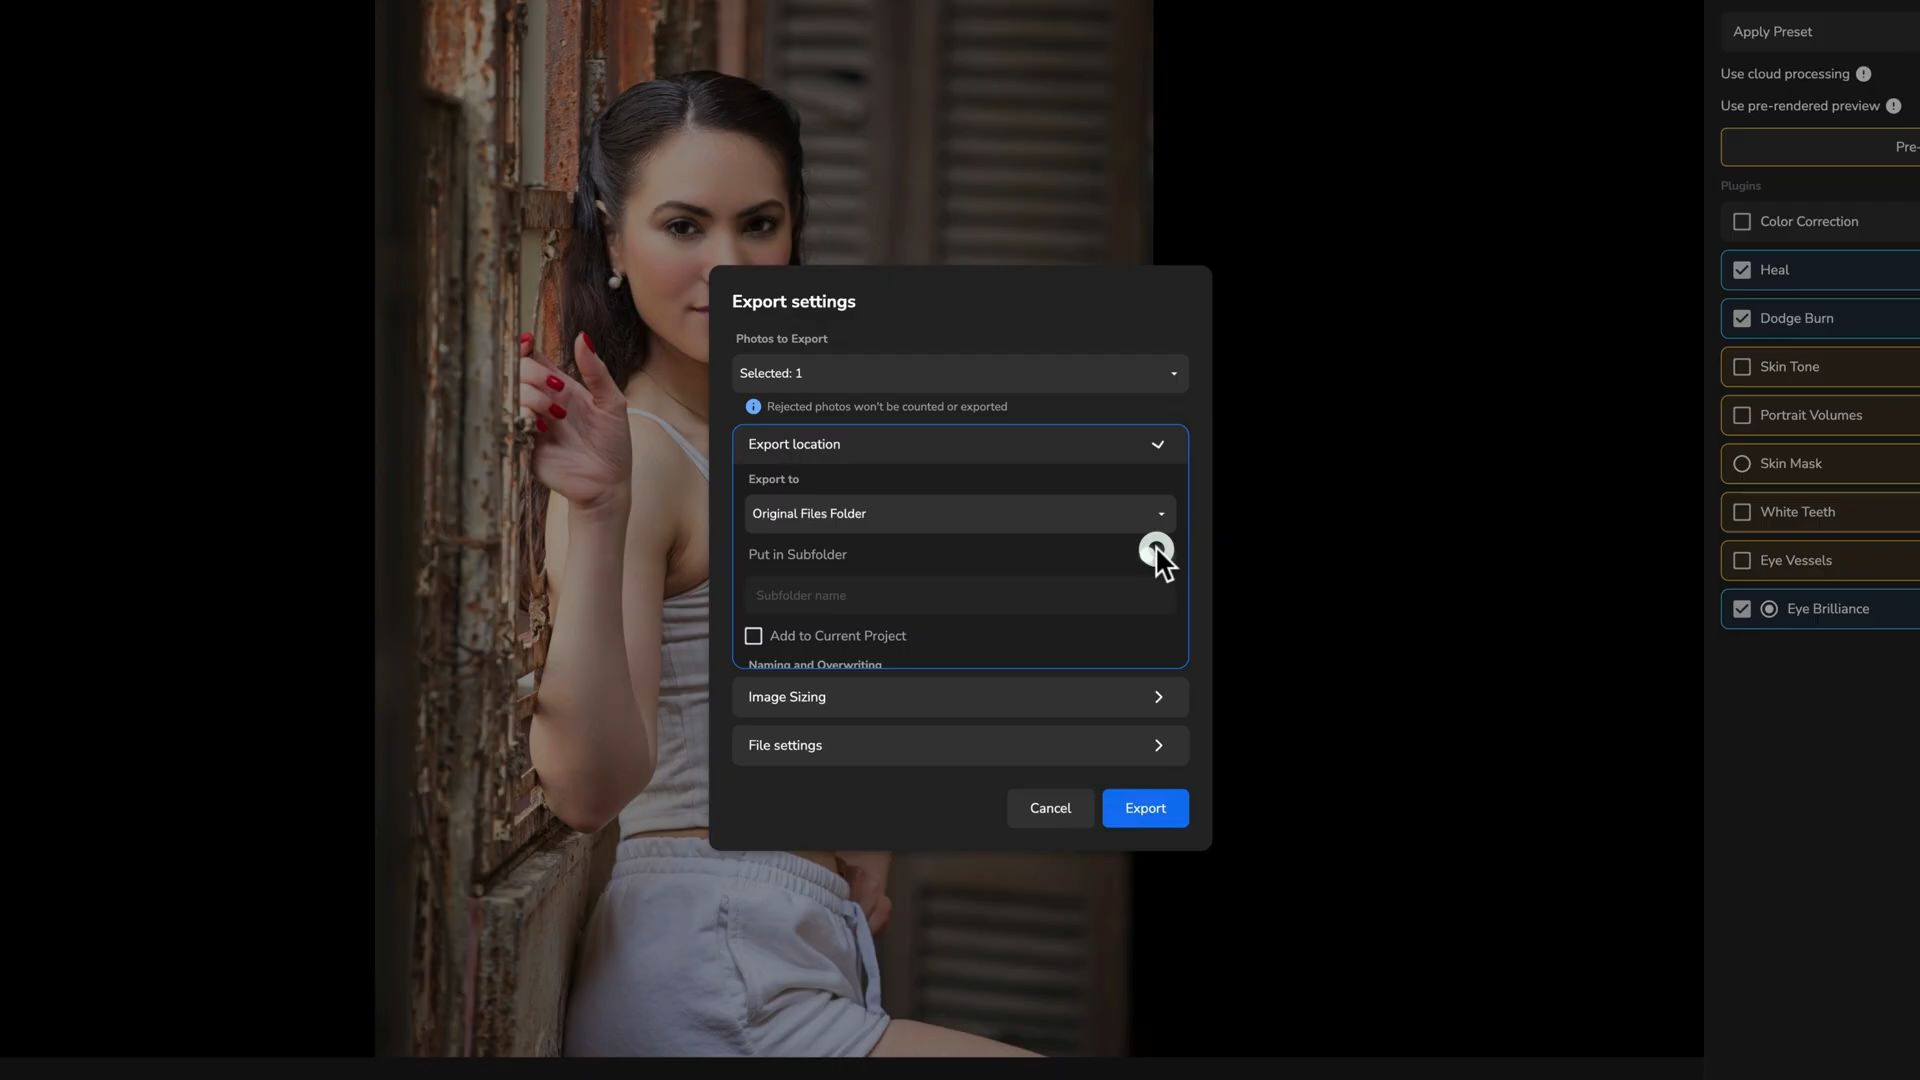 Apply Preset
Use cloud processing
Use pre-rendered preview
Pre-
Plugins
Color Correction
Heal
Dodge Burn
Skin Tone
Portrait Volumes
Skin Mask
White Teeth
Eye Vessels
Eye Brilliance
Export settings
Photos to Export
Selected: 1
Rejected photos won't be counted or exported
Export location
Export to
Original Files Folder
Put in Subfolder
Subfolder name
Add to Current Project
Naming and Overwriting
Image Sizing
File settings
Cancel
Export